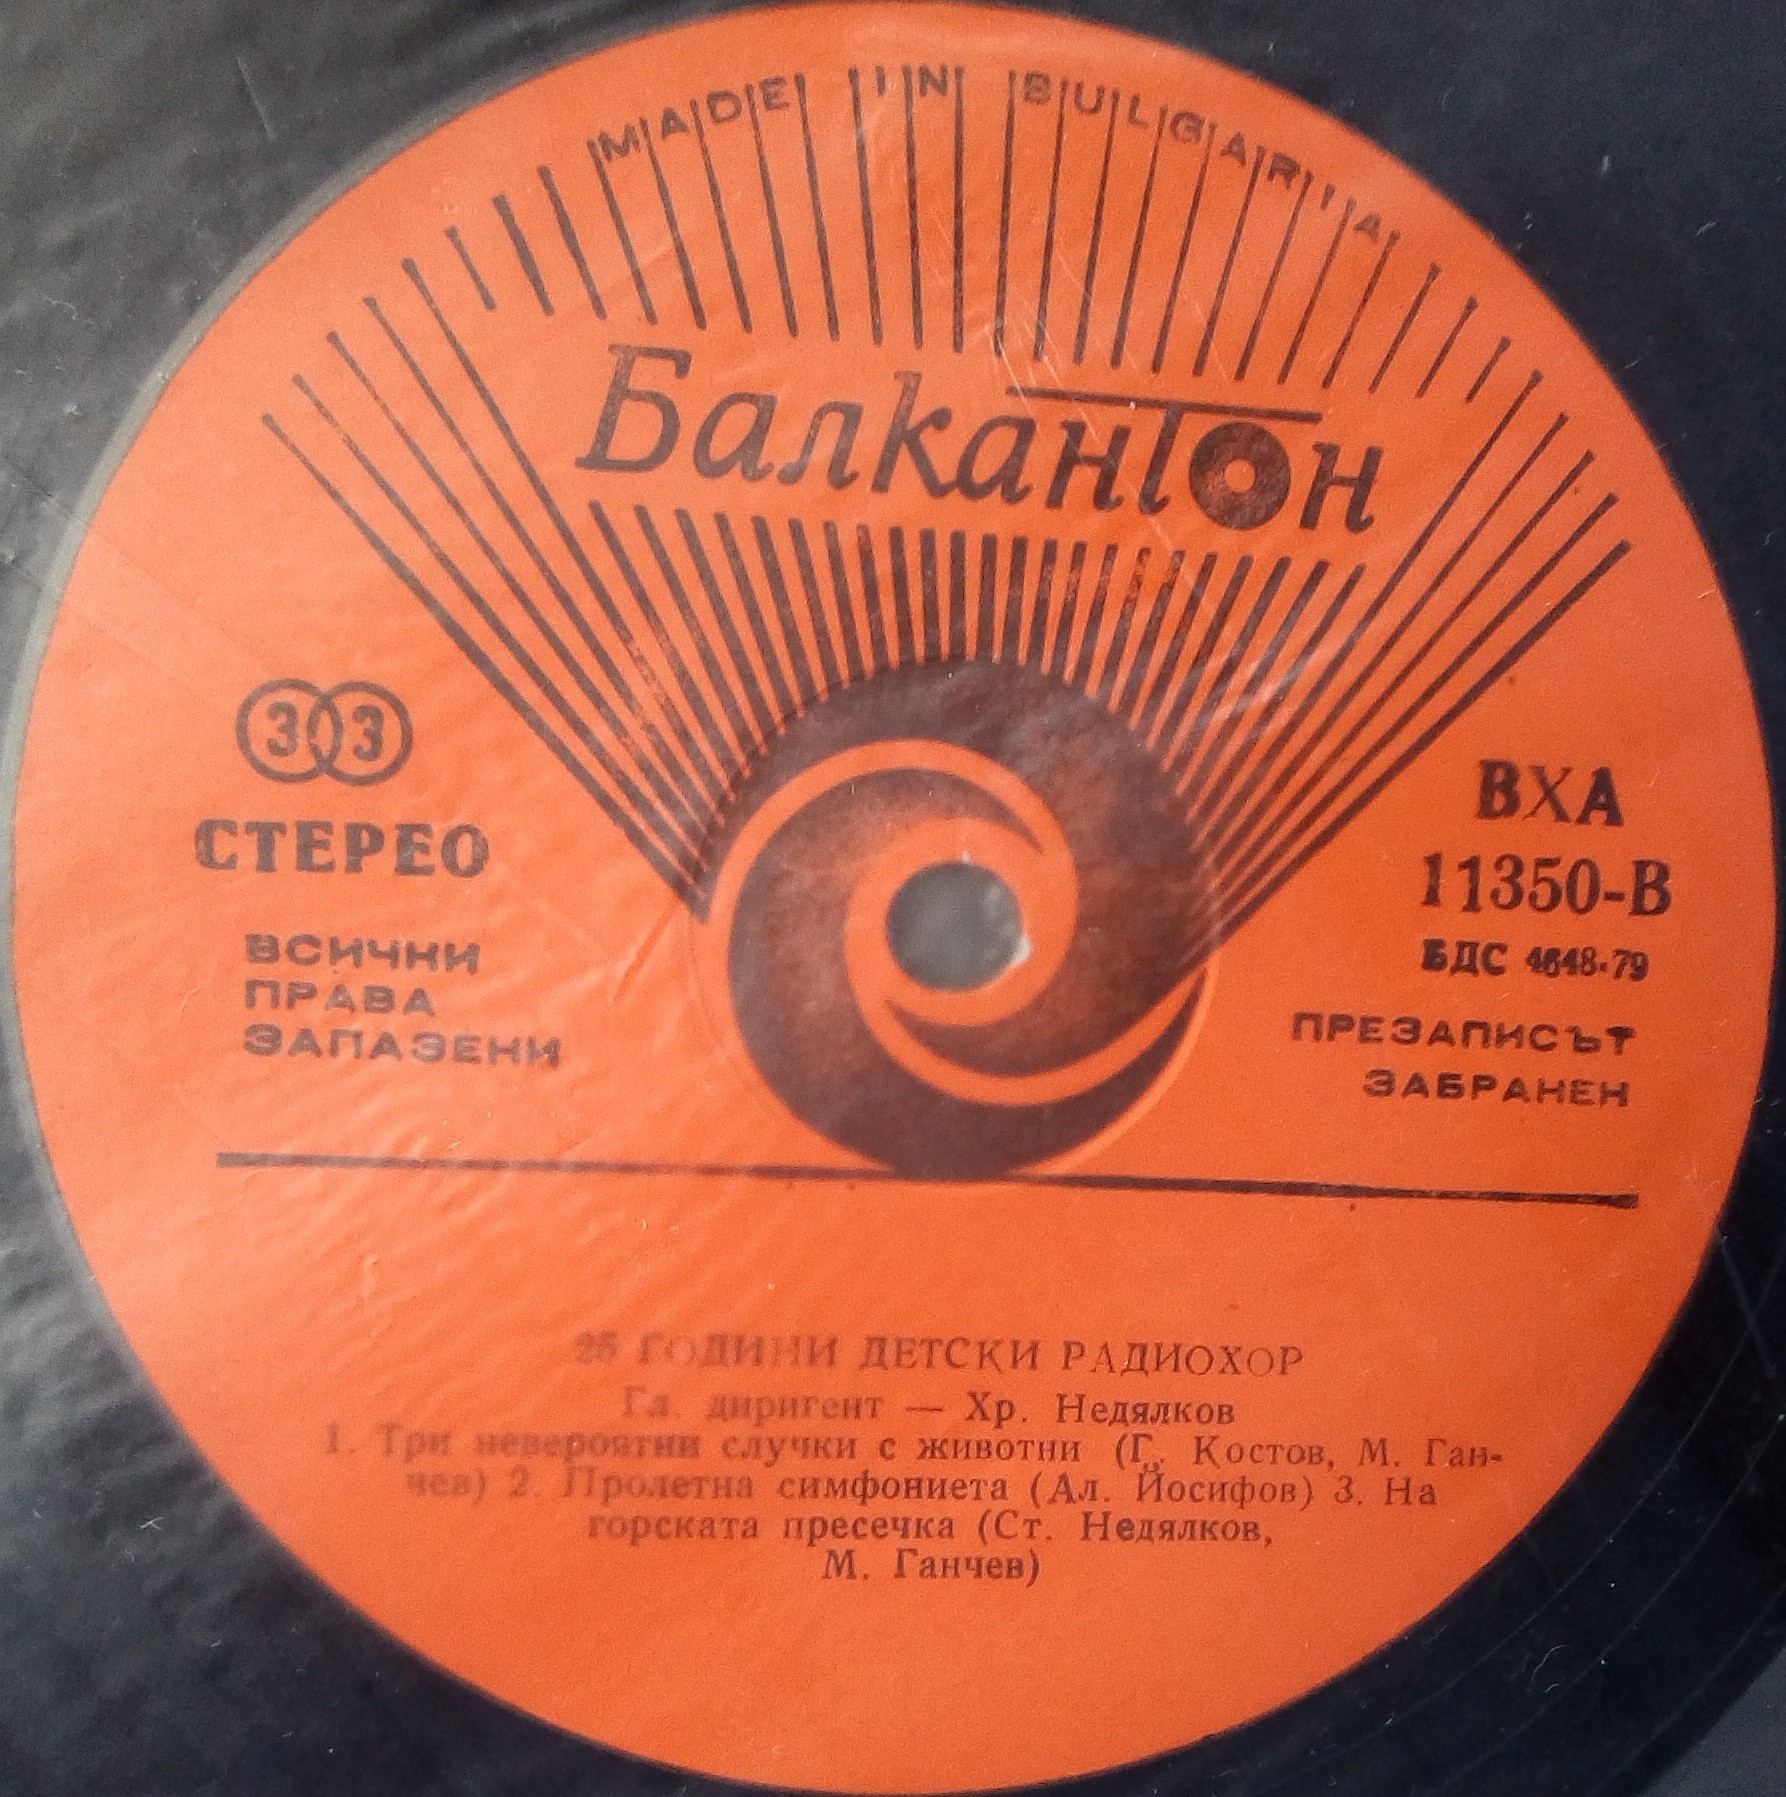 MADE IN BULGARIA
Балкантон
33
СТЕРЕО
ВСИЧНИ
ПРАВА
ЗАПАЗЕНИ
ВХА
11350-В
БДС 4648-79
ПРЕЗАПИСЪТ
ЗАБРАНЕН
25 ГОДИНИ ДЕТСКИ РАДИОХОР
Гл. диригент — Хр. Недялков
1. Три невероятни случки с животни (Г. Костов, М. Ган-
чев) 2. Пролетна симфониета (Ал. Йосифов) 3. На
горската пресечка (Ст. Недялков,
М. Ганчев)